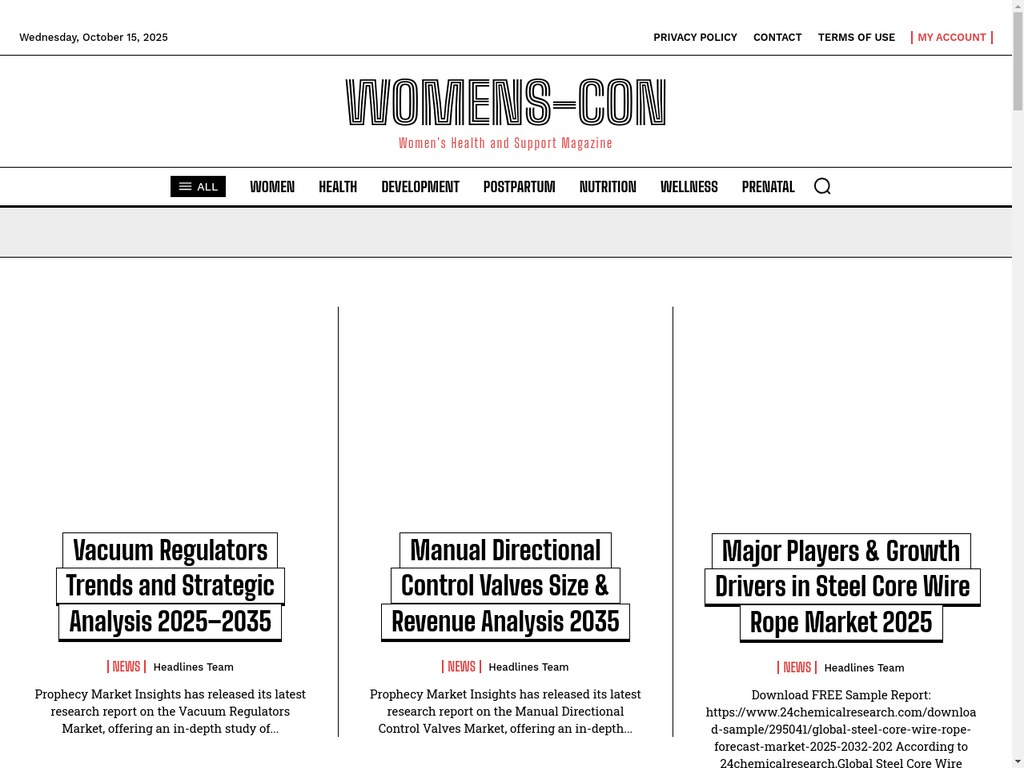 Wednesday, October 15, 2025
PRIVACY POLICY CONTACT TERMS OF USE MY ACCOUNT
WOMENS-CON
Women's Health and Support Magazine
ALL WOMEN HEALTH DEVELOPMENT POSTPARTUM NUTRITION WELLNESS PRENATAL
Vacuum Regulators
Trends and Strategic
Analysis 2025–2035
NEWS Headlines Team
Prophecy Market Insights has released its latest
research report on the Vacuum Regulators
Market, offering an in-depth study of...
Manual Directional
Control Valves Size &
Revenue Analysis 2035
NEWS Headlines Team
Prophecy Market Insights has released its latest
research report on the Manual Directional
Control Valves Market, offering an in-depth...
Major Players & Growth
Drivers in Steel Core Wire
Rope Market 2025
NEWS Headlines Team
Download FREE Sample Report:
https://www.24chemicalresearch.com/downloa
d-sample/295041/global-steel-core-wire-rope-
forecast-market-2025-2032-202 According to
24chemicalresearch,Global Steel Core Wire